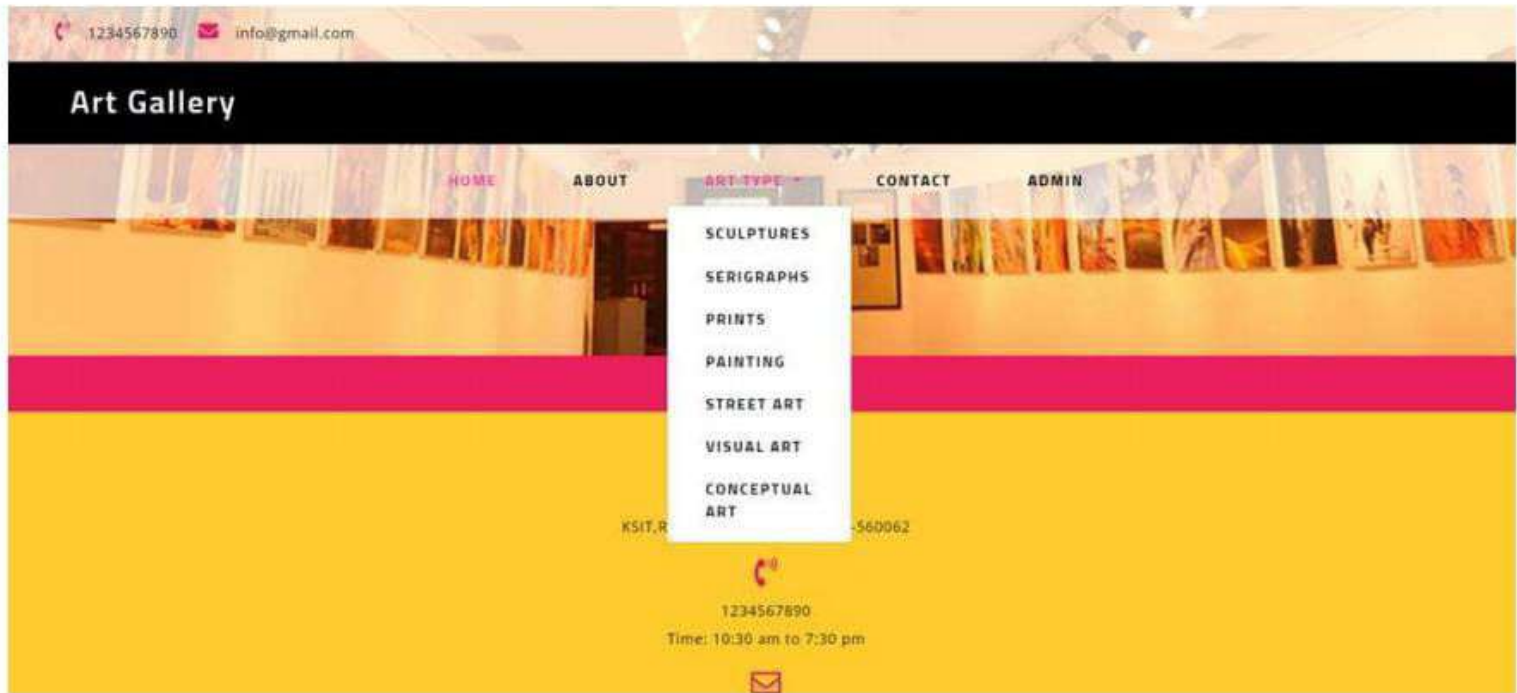 1234567890 info@gmail.com
Art Gallery
HOME ABOUT ART TYPE CONTACT ADMIN
SCULPTURES
SERIGRAPHS
PRINTS
PAINTING
STREET ART
VISUAL ART
CONCEPTUAL
ART
KSIT,R -560062
1234567890
Time: 10:30 am to 7:30 pm